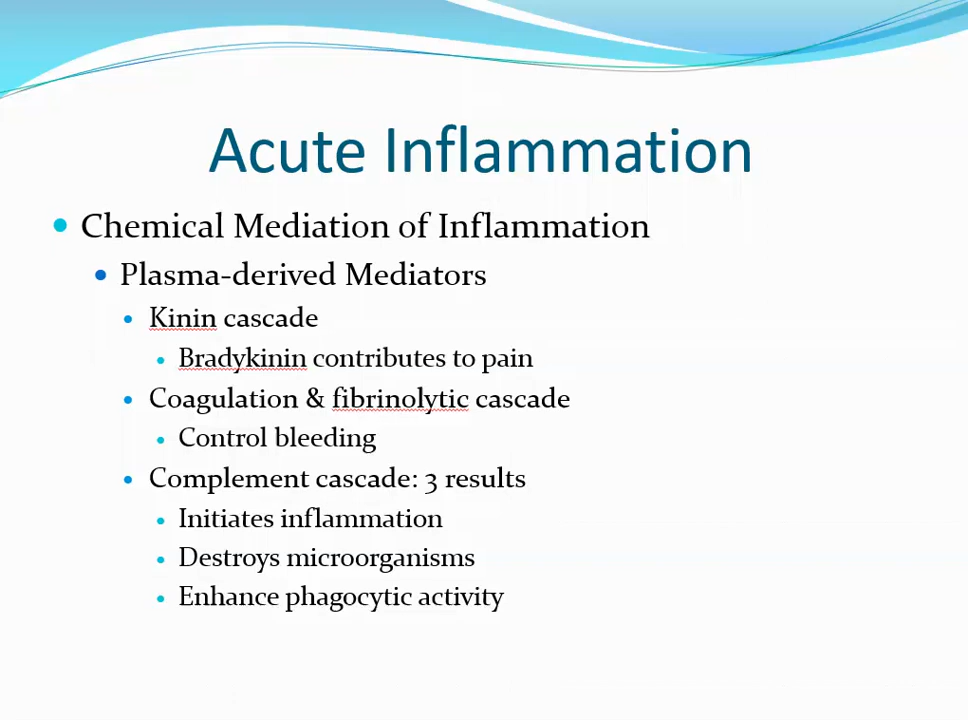 Acute Inflammation
Chemical Mediation of Inflammation
Plasma-derived Mediators
Kinin cascade
Bradykinin contributes to pain
Coagulation & fibrinolytic cascade
Control bleeding
Complement cascade: 3 results
Initiates inflammation
Destroys microorganisms
Enhance phagocytic activity